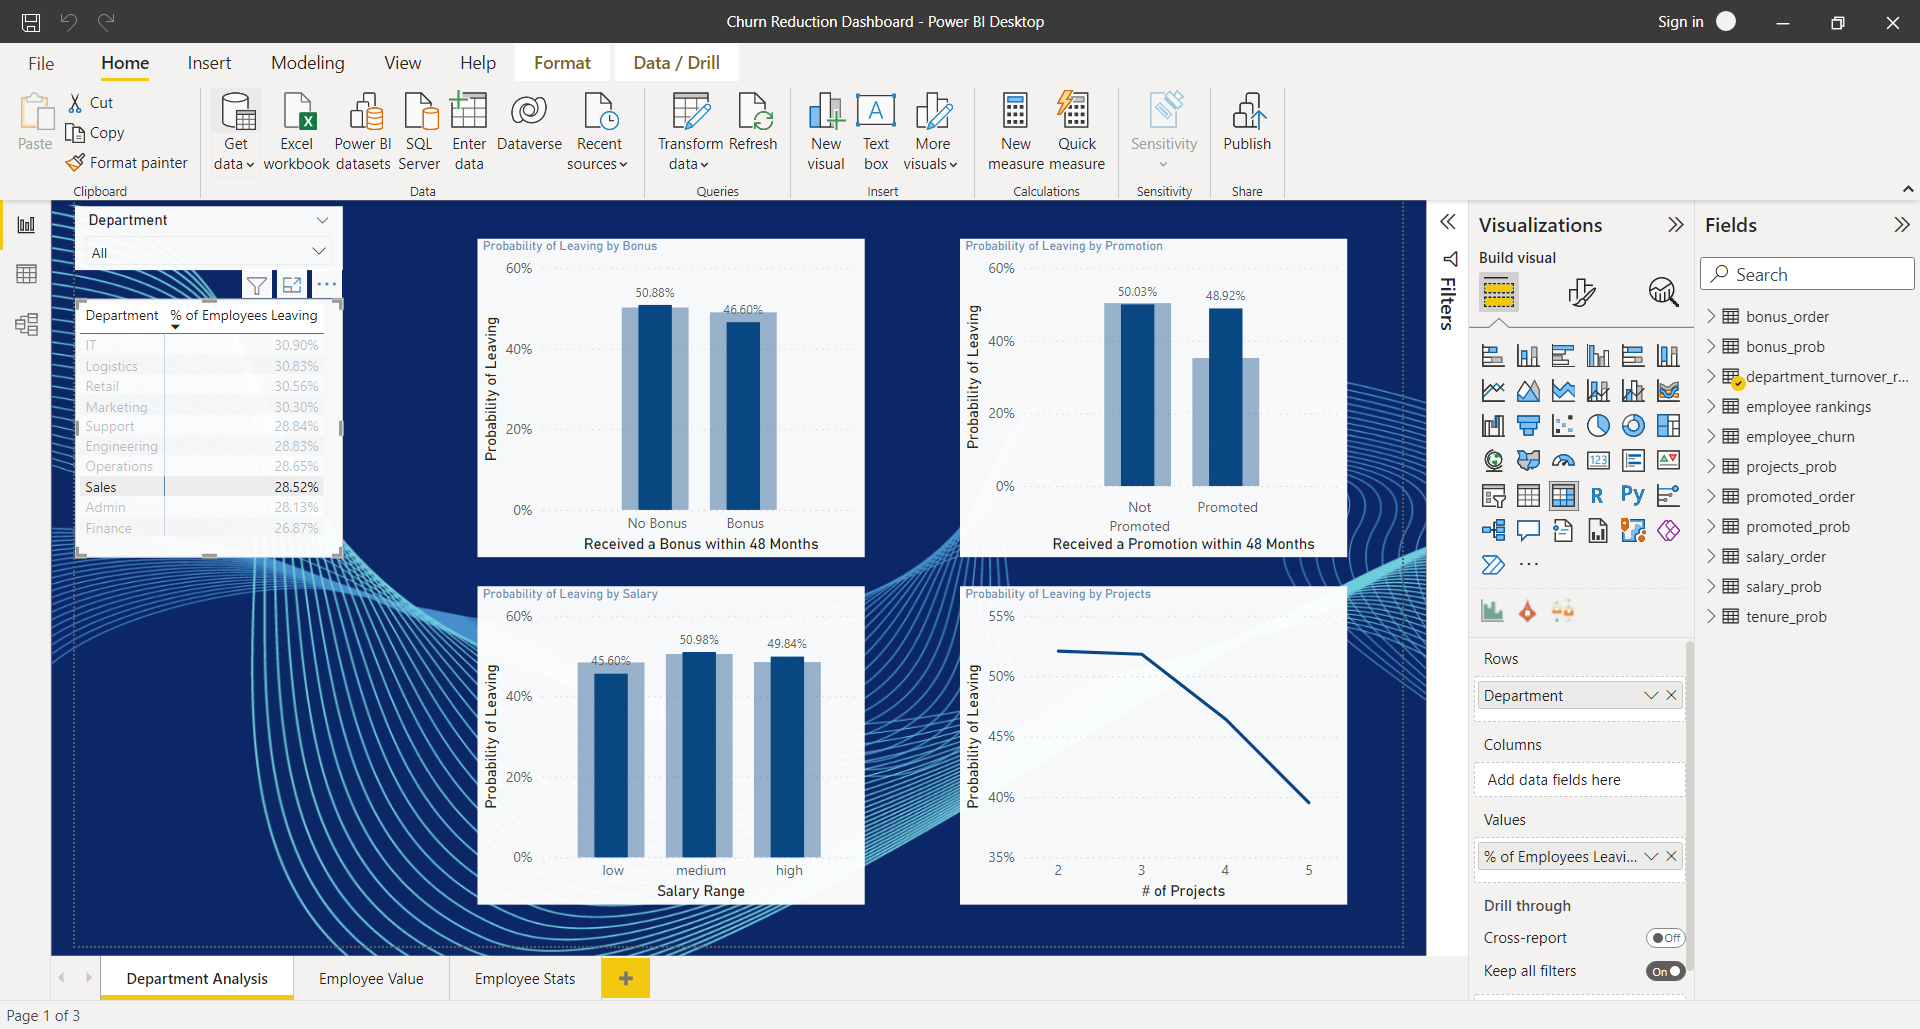 Churn Reduction Dashboard - Power BI Desktop
Sign in
File
Home
Insert
Modeling
View
Help
Format
Data / Drill
Paste
Cut
Copy
Format painter
Clipboard
Get data
Excel workbook
Power BI datasets
SQL Server
Enter data
Dataverse
Recent sources
Data
Transform data
Refresh
Queries
New visual
Text box
More visuals
Insert
New measure
Quick measure
Calculations
Sensitivity
Sensitivity
Publish
Share
Department
All
Department % of Employees Leaving
IT 30.90%
Logistics 30.83%
Retail 30.56%
Marketing 30.30%
Support 28.84%
Engineering 28.83%
Operations 28.65%
Sales 28.52%
Admin 28.13%
Finance 26.87%
Probability of Leaving by Bonus
Probability of Leaving
60%
40%
20%
0%
50.88%
46.60%
No Bonus
Bonus
Received a Bonus within 48 Months
Probability of Leaving by Promotion
Probability of Leaving
60%
40%
20%
0%
50.03%
48.92%
Not Promoted
Promoted
Received a Promotion within 48 Months
Probability of Leaving by Salary
Probability of Leaving
60%
40%
20%
0%
45.60%
50.98%
49.84%
low
medium
high
Salary Range
Probability of Leaving by Projects
Probability of Leaving
55%
50%
45%
40%
35%
2
3
4
5
# of Projects
Filters
Visualizations
Build visual
123
R
Py
...
Rows
Department
Columns
Add data fields here
Values
% of Employees Leavi...
Drill through
Cross-report
Off
Keep all filters
On
Fields
Search
bonus_order
bonus_prob
department_turnover_r...
employee rankings
employee_churn
projects_prob
promoted_order
promoted_prob
salary_order
salary_prob
tenure_prob
Department Analysis
Employee Value
Employee Stats
+
Page 1 of 3